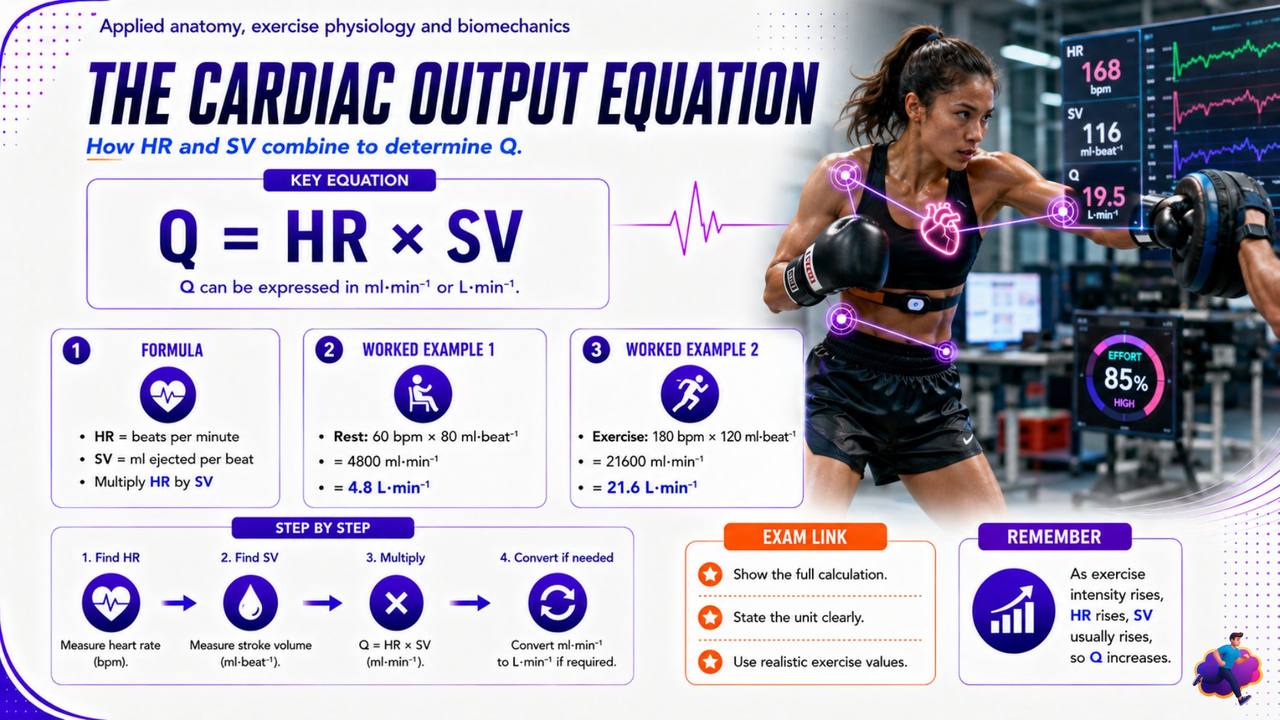 Applied anatomy, exercise physiology and biomechanics
THE CARDIAC OUTPUT EQUATION
How HR and SV combine to determine Q.
KEY EQUATION
Q = HR × SV
Q can be expressed in ml·min⁻¹ or L·min⁻¹.
HR
168
bpm
SV
116
ml·beat⁻¹
Q
19.5
L·min⁻¹
EFFORT
85%
HIGH
1 FORMULA
• HR = beats per minute
• SV = ml ejected per beat
• Multiply HR by SV
2 WORKED EXAMPLE 1
• Rest: 60 bpm × 80 ml·beat⁻¹
• = 4800 ml·min⁻¹
• = 4.8 L·min⁻¹
3 WORKED EXAMPLE 2
• Exercise: 180 bpm × 120 ml·beat⁻¹
• = 21600 ml·min⁻¹
• = 21.6 L·min⁻¹
STEP BY STEP
1. Find HR
Measure heart rate
(bpm).
2. Find SV
Measure stroke volume
(ml·beat⁻¹).
3. Multiply
Q = HR × SV
(ml·min⁻¹).
4. Convert if needed
Convert ml·min⁻¹
to L·min⁻¹ if required.
EXAM LINK
Show the full calculation.
State the unit clearly.
Use realistic exercise values.
REMEMBER
As exercise
intensity rises,
HR rises, SV
usually rises,
so Q increases.